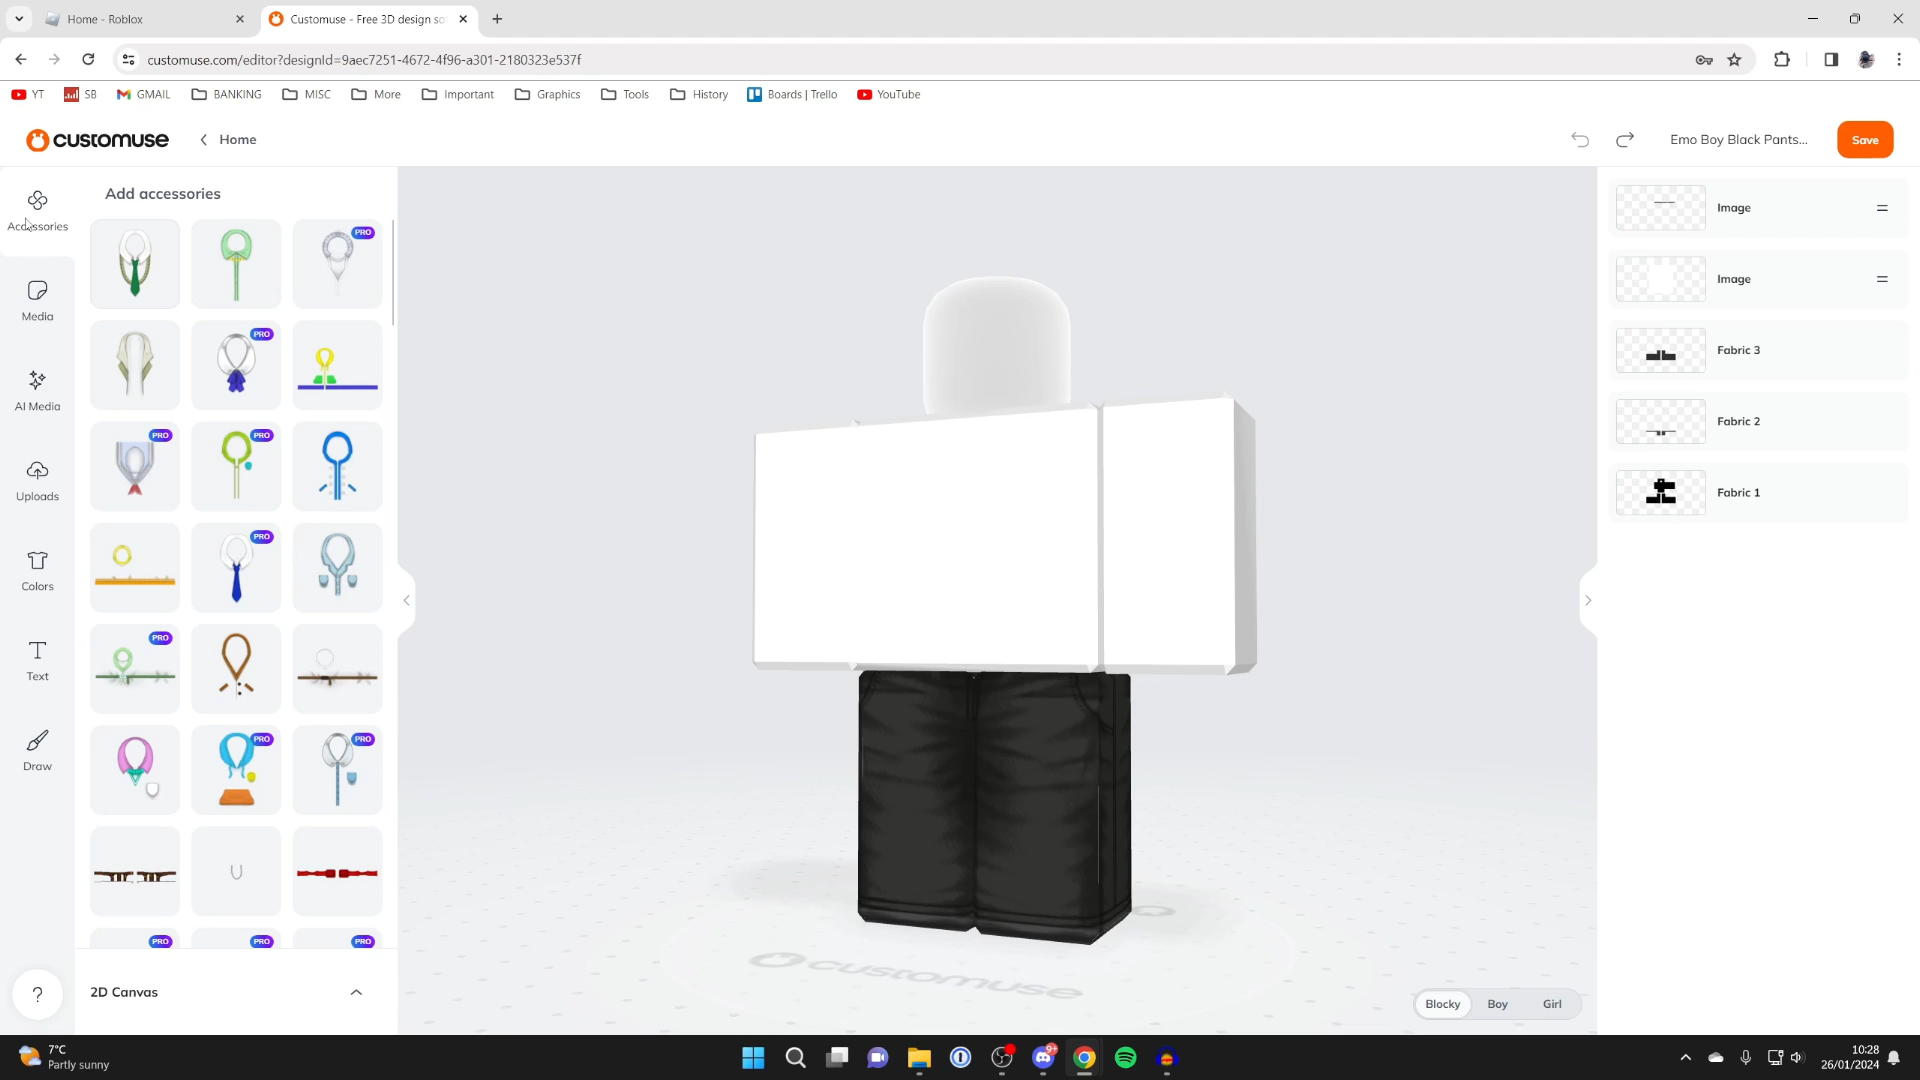 Home - Roblox
Customuse - Free 3D design so
customuse.com/editor?designId=9aec7251-4672-4f96-a301-2180323e537f
YT
SB
GMAIL
BANKING
MISC
More
Important
Graphics
Tools
History
Boards | Trello
YouTube
customuse
Home
Emo Boy Black Pants...
Save
Accessories
Media
AI Media
Uploads
Colors
Text
Draw
?
Add accessories
PRO
PRO
PRO
PRO
PRO
PRO
PRO
PRO
PRO
PRO
PRO
2D Canvas
customuse
Blocky
Boy
Girl
Image
Image
Fabric 3
Fabric 2
Fabric 1
7°C
Partly sunny
9+
10:28
26/01/2024